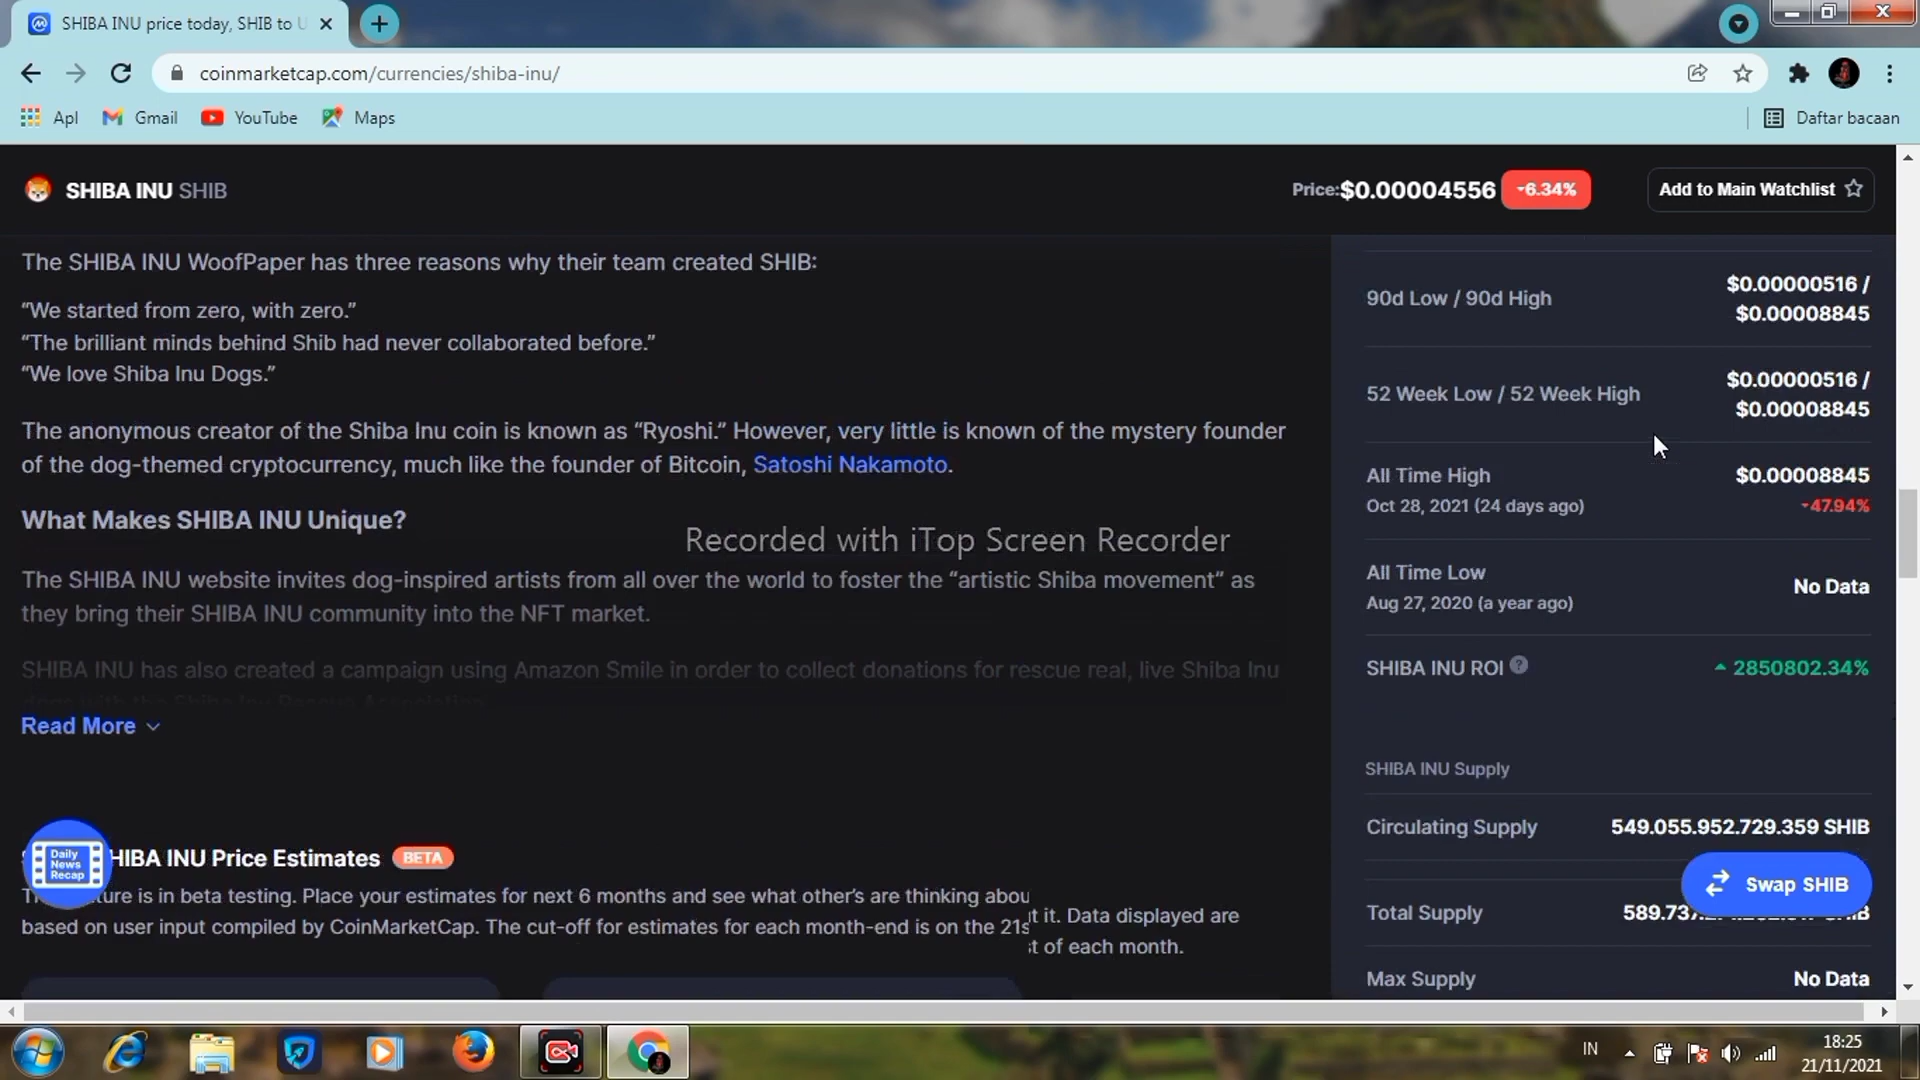 SHIBA INU price today, SHIB to U
coinmarketcap.com/currencies/shiba-inu/
Apl
Gmail
YouTube
Maps
Daftar bacaan
SHIBA INU SHIB
Price:$0.00004556
-6.34%
Add to Main Watchlist
The SHIBA INU WoofPaper has three reasons why their team created SHIB:
“We started from zero, with zero.”
“The brilliant minds behind Shib had never collaborated before.”
“We love Shiba Inu Dogs.”
The anonymous creator of the Shiba Inu coin is known as “Ryoshi.” However, very little is known of the mystery founder
of the dog-themed cryptocurrency, much like the founder of Bitcoin, Satoshi Nakamoto.
What Makes SHIBA INU Unique?
Recorded with iTop Screen Recorder
The SHIBA INU website invites dog-inspired artists from all over the world to foster the “artistic Shiba movement” as
they bring their SHIBA INU community into the NFT market.
SHIBA INU has also created a campaign using Amazon Smile in order to collect donations for rescue real, live Shiba Inu
dogs with the Shiba Inu Rescue Association.
Read More
Daily
News
Recap
HIBA INU Price Estimates
BETA
ure is in beta testing. Place your estimates for next 6 months and see what other’s are thinking abou
t it. Data displayed are
based on user input compiled by CoinMarketCap. The cut-off for estimates for each month-end is on the 21s
t of each month.
90d Low / 90d High
$0.00000516 /
$0.00008845
52 Week Low / 52 Week High
$0.00000516 /
$0.00008845
All Time High
$0.00008845
Oct 28, 2021 (24 days ago)
-47.94%
All Time Low
No Data
Aug 27, 2020 (a year ago)
SHIBA INU ROI
2850802.34%
SHIBA INU Supply
Circulating Supply
549.055.952.729.359 SHIB
Swap SHIB
Total Supply
589.737
Max Supply
No Data
IN
18:25
21/11/2021